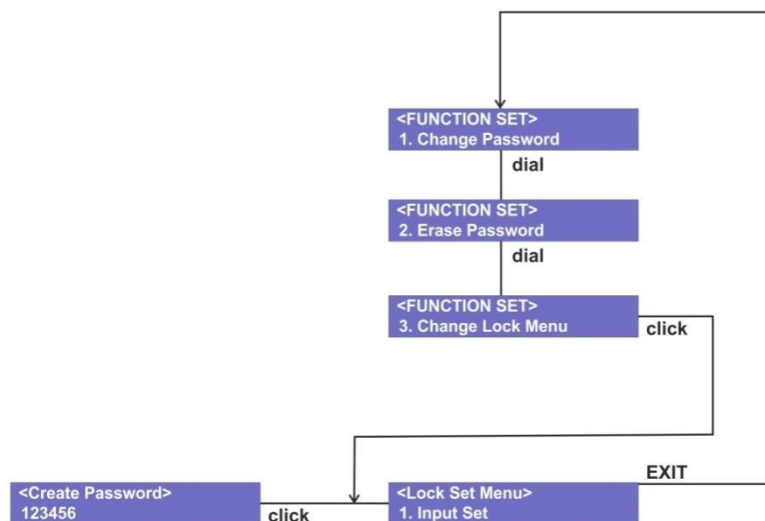 <FUNCTION SET>
1. Change Password
dial
<FUNCTION SET>
2. Erase Password
dial
<FUNCTION SET>
3. Change Lock Menu
click
EXIT
<Create Password>
123456
click
<Lock Set Menu>
1. Input Set